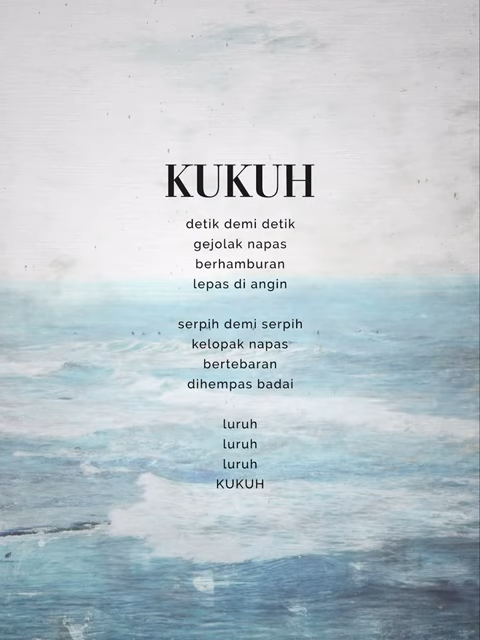 KUKUH
detik demi detik
gejolak napas
berhamburan
lepas di angin
serpih demi serpih
kelopak napas
bertebaran
dihempas badai
luruh
luruh
luruh
KUKUH